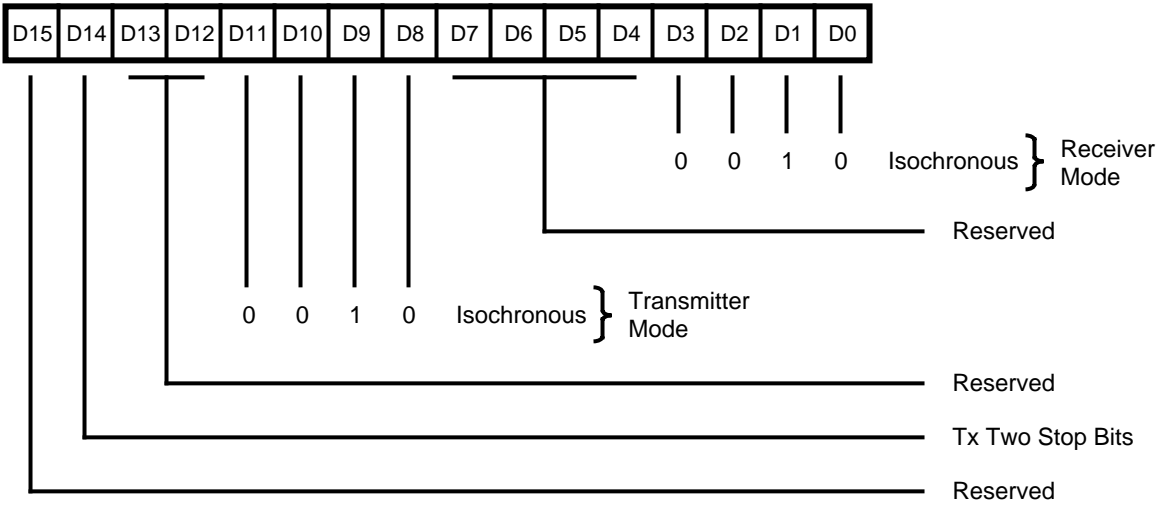 D15 D14 D13 D12 D11 D10 D9 D8 D7 D6 D5 D4 D3 D2 D1 D0
0 0 1 0 Isochronous Receiver
Mode
Reserved
0 0 1 0 Isochronous Transmitter
Mode
Reserved
Tx Two Stop Bits
Reserved